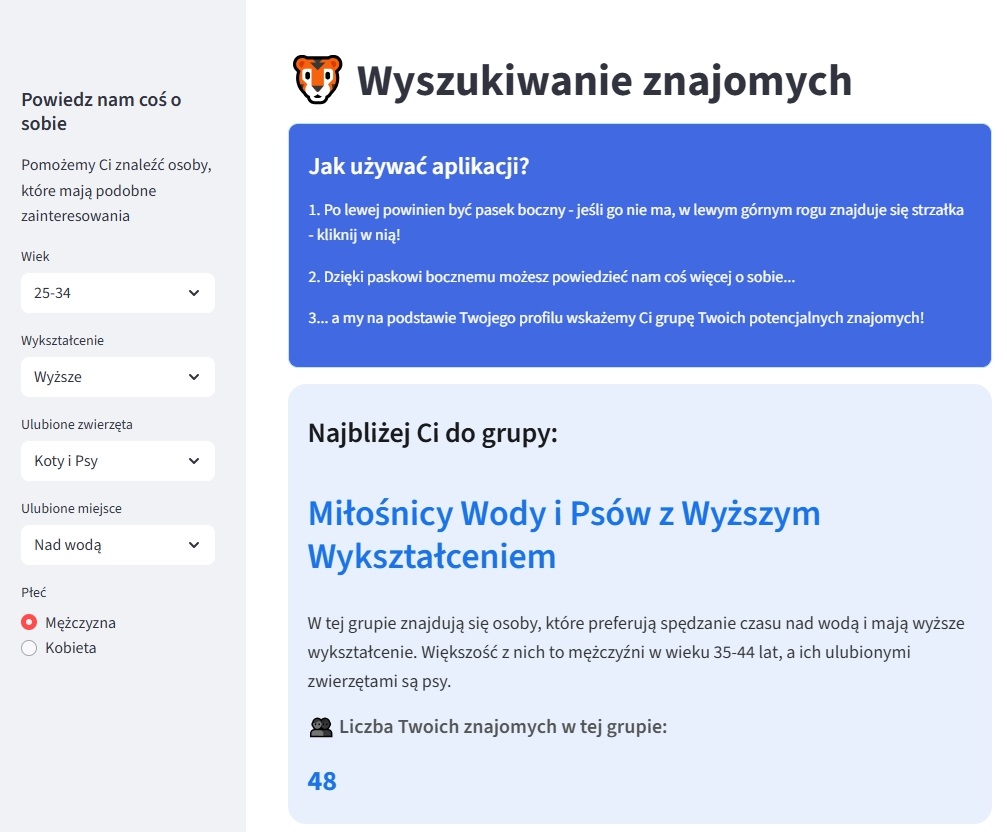 Powiedz nam coś o
sobie
Pomożemy Ci znaleźć osoby,
które mają podobne
zainteresowania
Wiek
25-34
Wykształcenie
Wyższe
Ulubione zwierzęta
Koty i Psy
Ulubione miejsce
Nad wodą
Płeć
Mężczyzna
Kobieta
Wyszukiwanie znajomych
Jak używać aplikacji?
1. Po lewej powinien być pasek boczny - jeśli go nie ma, w lewym górnym rogu znajduje się strzałka
- kliknij w nią!
2. Dzięki paskowi bocznemu możesz powiedzieć nam coś więcej o sobie...
3... a my na podstawie Twojego profilu wskażemy Ci grupę Twoich potencjalnych znajomych!
Najbliżej Ci do grupy:
Miłośnicy Wody i Psów z Wyższym
Wykształceniem
W tej grupie znajdują się osoby, które preferują spędzanie czasu nad wodą i mają wyższe
wykształcenie. Większość z nich to mężczyźni w wieku 35-44 lat, a ich ulubionymi
zwierzętami są psy.
Liczba Twoich znajomych w tej grupie:
48